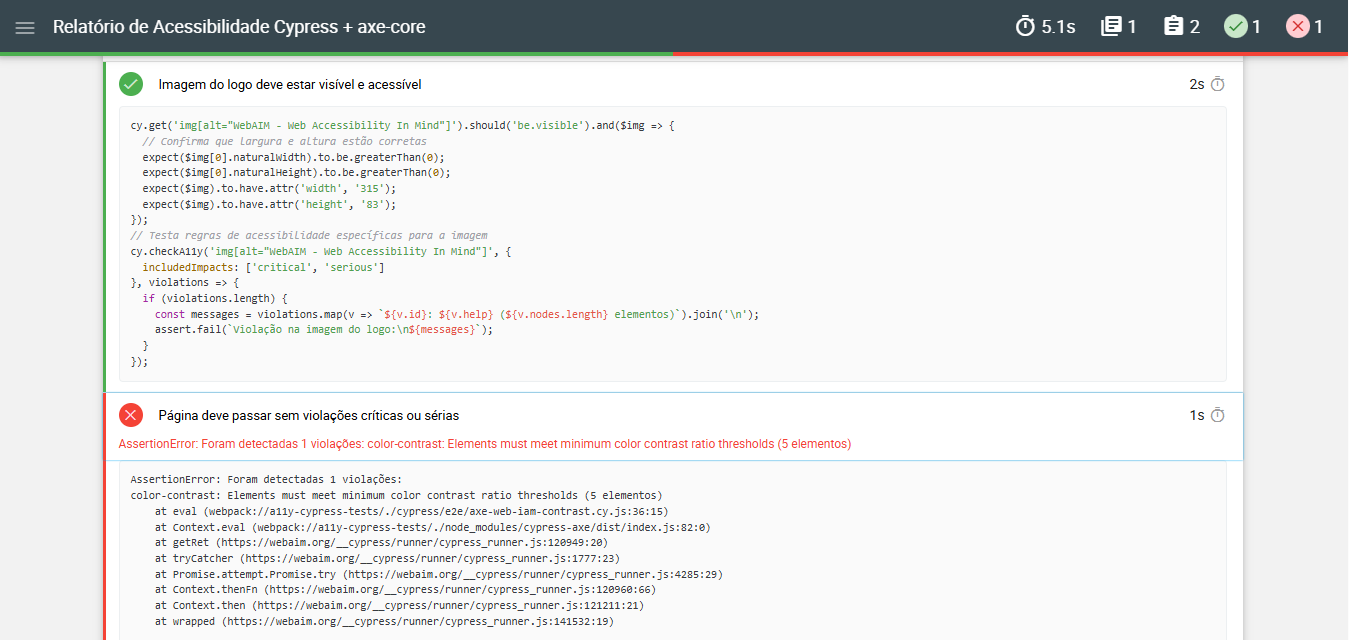 Relatório de Acessibilidade Cypress + axe-core
5.1s 1 2 1 1
Imagem do logo deve estar visível e acessível 2s
cy.get('img[alt="WebAIM - Web Accessibility In Mind"]').should('be.visible').and($img => {
// Confirma que largura e altura estão corretas
expect($img[0].naturalWidth).to.be.greaterThan(0);
expect($img[0].naturalHeight).to.be.greaterThan(0);
expect($img).to.have.attr('width', '315');
expect($img).to.have.attr('height', '83');
});
// Testa regras de acessibilidade específicas para a imagem
cy.checkA11y('img[alt="WebAIM - Web Accessibility In Mind"]', {
includedImpacts: ['critical', 'serious']
}, violations => {
if (violations.length) {
const messages = violations.map(v => `${v.id}: ${v.help} (${v.nodes.length} elementos)`).join('\n');
assert.fail(`Violação na imagem do logo:\n${messages}`);
}
});
Página deve passar sem violações críticas ou sérias 1s
AssertionError: Foram detectadas 1 violações: color-contrast: Elements must meet minimum color contrast ratio thresholds (5 elementos)
AssertionError: Foram detectadas 1 violações:
color-contrast: Elements must meet minimum color contrast ratio thresholds (5 elementos)
at eval (webpack://a11y-cypress-tests/./cypress/e2e/axe-web-iam-contrast.cy.js:36:15)
at Context.eval (webpack://a11y-cypress-tests/./node_modules/cypress-axe/dist/index.js:82:0)
at getRet (https://webaim.org/__cypress/runner/cypress_runner.js:120949:20)
at tryCatcher (https://webaim.org/__cypress/runner/cypress_runner.js:1777:23)
at Promise.attempt.Promise.try (https://webaim.org/__cypress/runner/cypress_runner.js:4285:29)
at Context.thenFn (https://webaim.org/__cypress/runner/cypress_runner.js:120960:66)
at Context.then (https://webaim.org/__cypress/runner/cypress_runner.js:121211:21)
at wrapped (https://webaim.org/__cypress/runner/cypress_runner.js:141532:19)